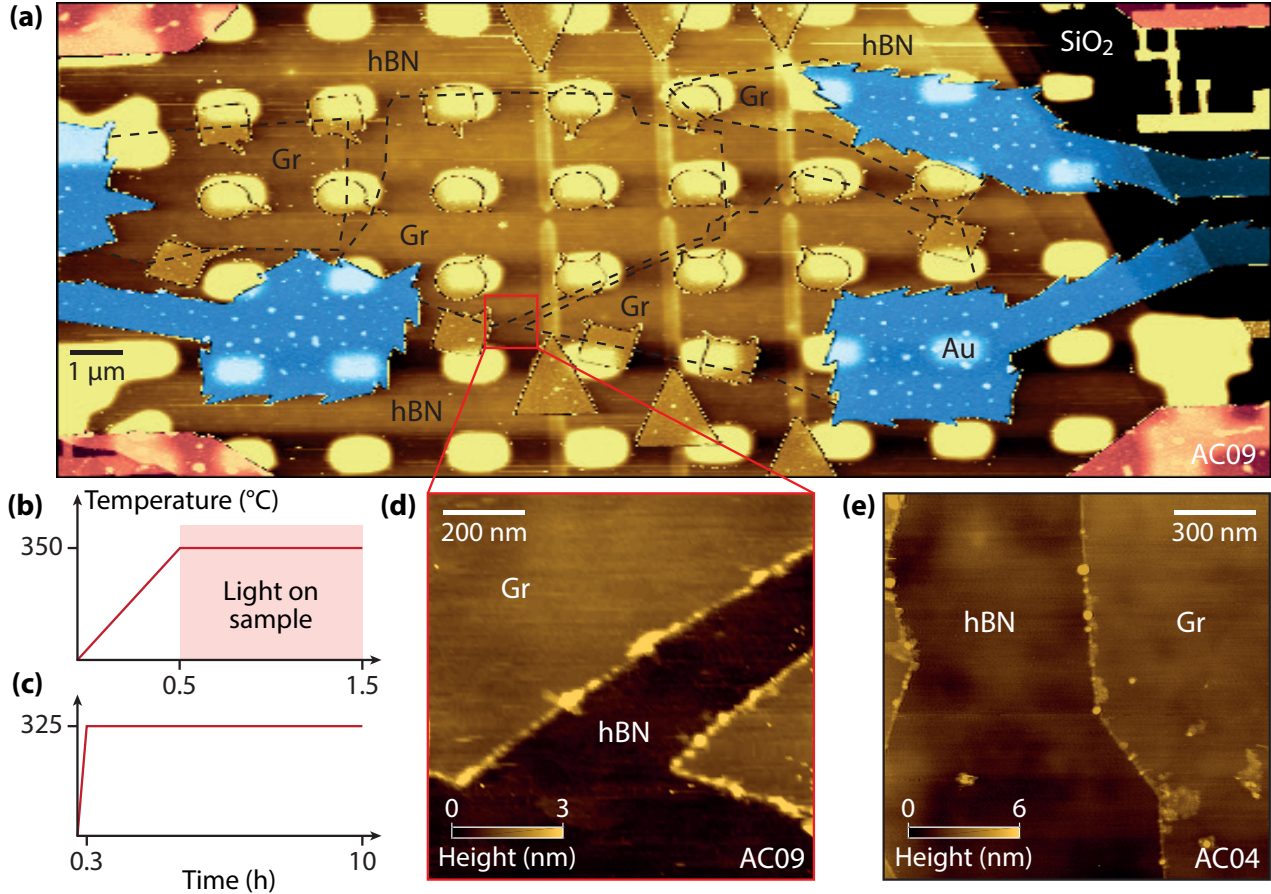 (a)
hBN
hBN
SiO₂
Gr
Gr
Gr
Gr
Au
1 µm
hBN
AC09
(b)
Temperature (°C)
350
Light on
sample
0.5
1.5
(c)
325
0.3
10
Time (h)
(d)
200 nm
Gr
hBN
0
3
Height (nm)
AC09
(e)
300 nm
hBN
Gr
0
6
Height (nm)
AC04